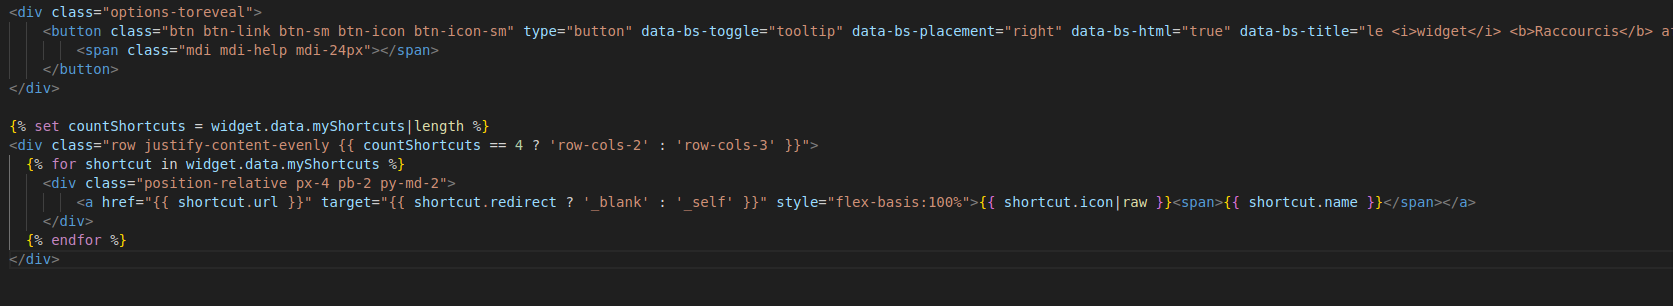 <div class="options-toreveal">
<button class="btn btn-link btn-sm btn-icon btn-icon-sm" type="button" data-bs-toggle="tooltip" data-bs-placement="right" data-bs-html="true" data-bs-title="le <i>widget</i> <b>Raccourcis</b>
<span class="mdi mdi-help mdi-24px"></span>
</button>
</div>
{% set countShortcuts = widget.data.myShortcuts|length %}
<div class="row justify-content-evenly {{ countShortcuts == 4 ? 'row-cols-2' : 'row-cols-3' }}">
{% for shortcut in widget.data.myShortcuts %}
<div class="position-relative px-4 pb-2 py-md-2">
<a href="{{ shortcut.url }}" target="{{ shortcut.redirect ? '_blank' : '_self' }}" style="flex-basis:100%">{{ shortcut.icon|raw }}<span>{{ shortcut.name }}</span></a>
</div>
{% endfor %}
</div>